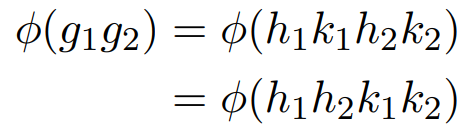 ϕ(g₁g₂) = ϕ(h₁k₁h₂k₂)
= ϕ(h₁h₂k₁k₂)